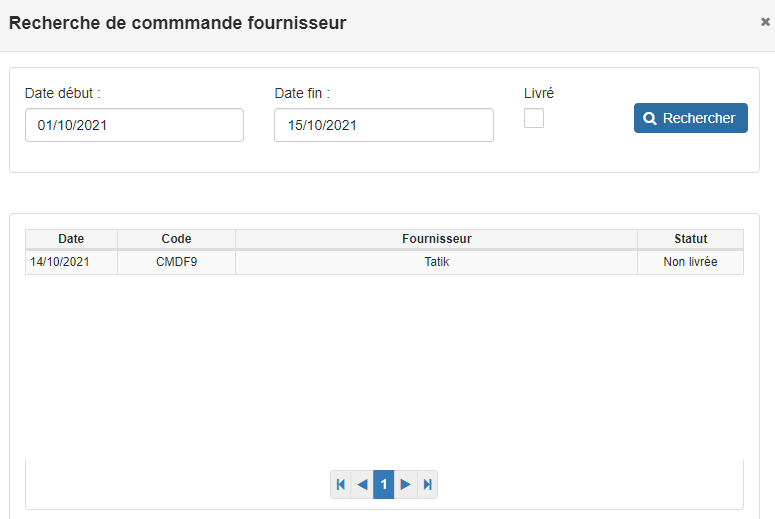 Recherche de commmande fournisseur ×
Date début : Date fin : Livré
01/10/2021 15/10/2021 Rechercher
Date Code Fournisseur Statut
14/10/2021 CMDF9 Tatik Non livrée
1